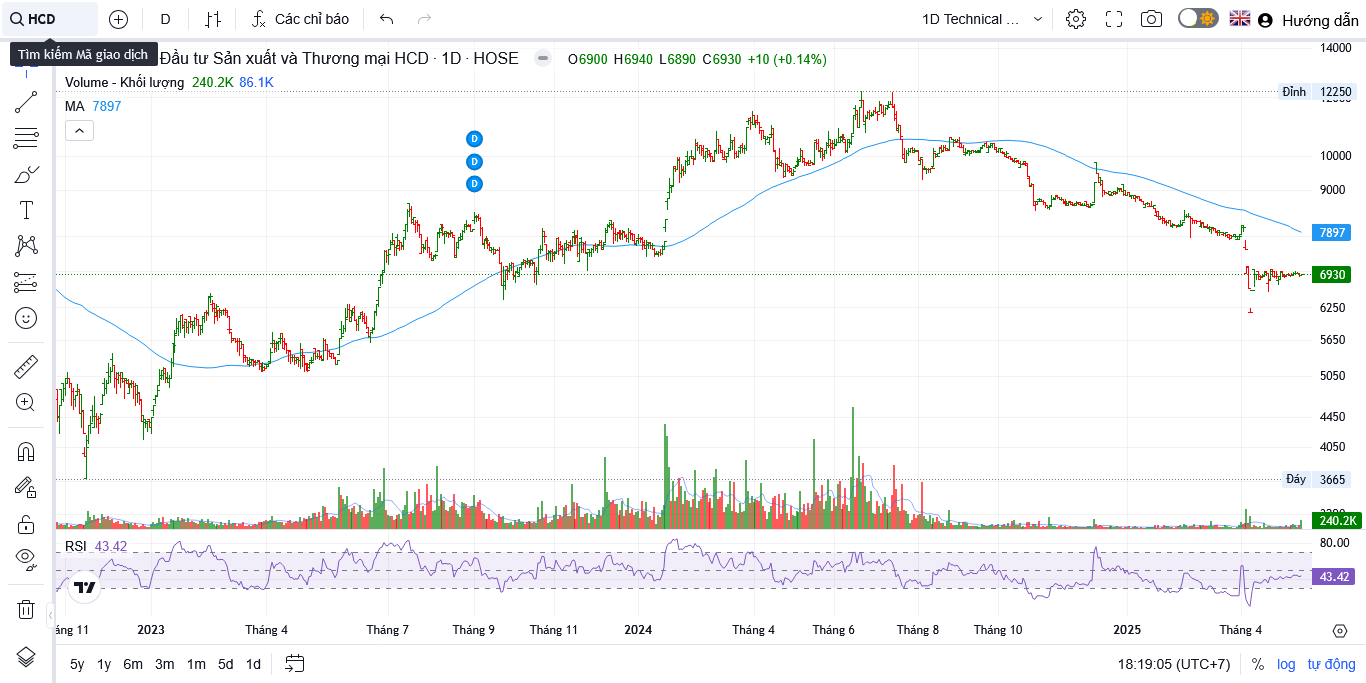 HCD
D
Các chỉ báo
1D Technical ...
Hướng dẫn
Tìm kiếm Mã giao dịch
Đầu tư Sản xuất và Thương mại HCD · 1D · HOSE
O6900 H6940 L6890 C6930 +10 (+0.14%)
Volume - Khối lượng 240.2K 86.1K
MA 7897
D
D
D
14000
Đỉnh 12250
10000
9000
7897
6930
6250
5650
5050
4450
4050
Đáy 3665
240.2K
RSI 43.42
80.00
43.42
áng 11 2023 Tháng 4 Tháng 7 Tháng 9 Tháng 11 2024 Tháng 4 Tháng 6 Tháng 8 Tháng 10 2025 Tháng 4
5y 1y 6m 3m 1m 5d 1d
18:19:05 (UTC+7) % log tự động